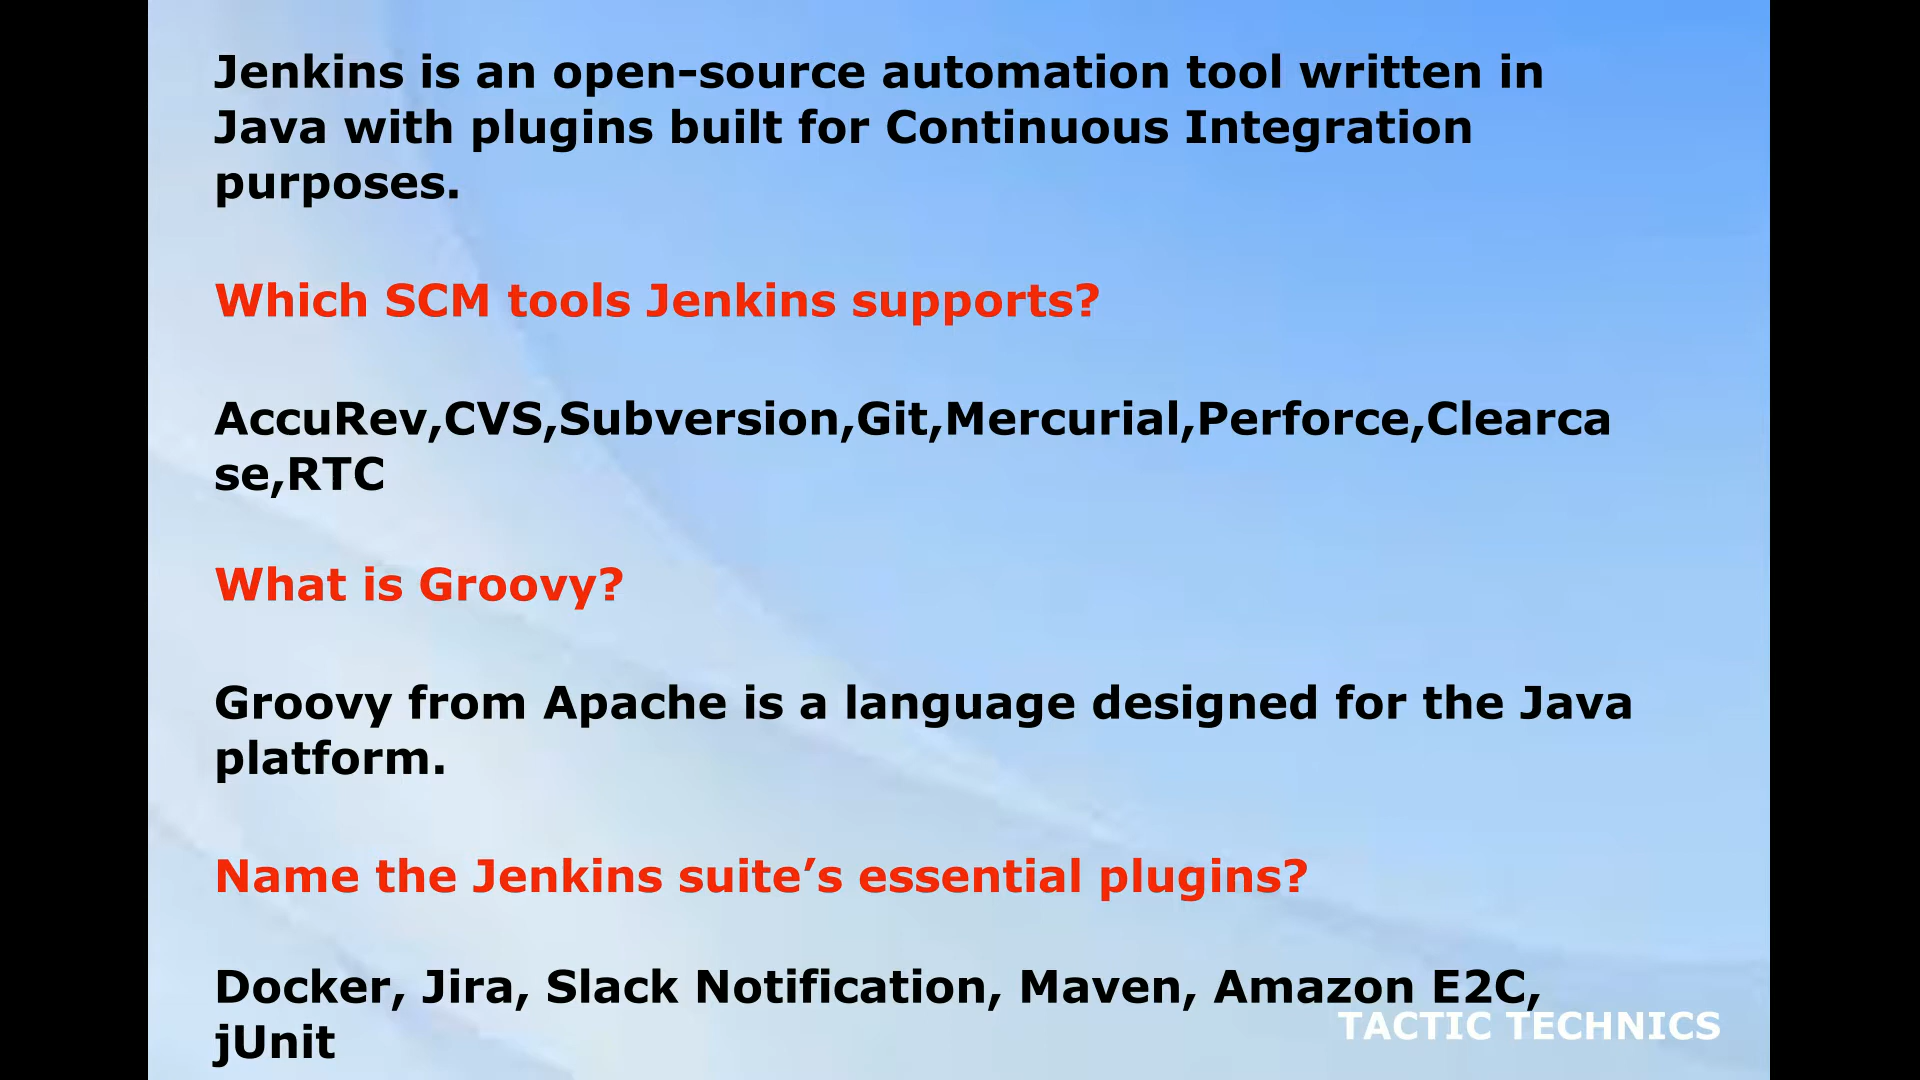 Jenkins is an open-source automation tool written in
Java with plugins built for Continuous Integration
purposes.
Which SCM tools Jenkins supports?
AccuRev,CVS,Subversion,Git,Mercurial,Perforce,Clearca
se,RTC
What is Groovy?
Groovy from Apache is a language designed for the Java
platform.
Name the Jenkins suite’s essential plugins?
Docker, Jira, Slack Notification, Maven, Amazon E2C,
jUnit
TACTIC TECHNICS